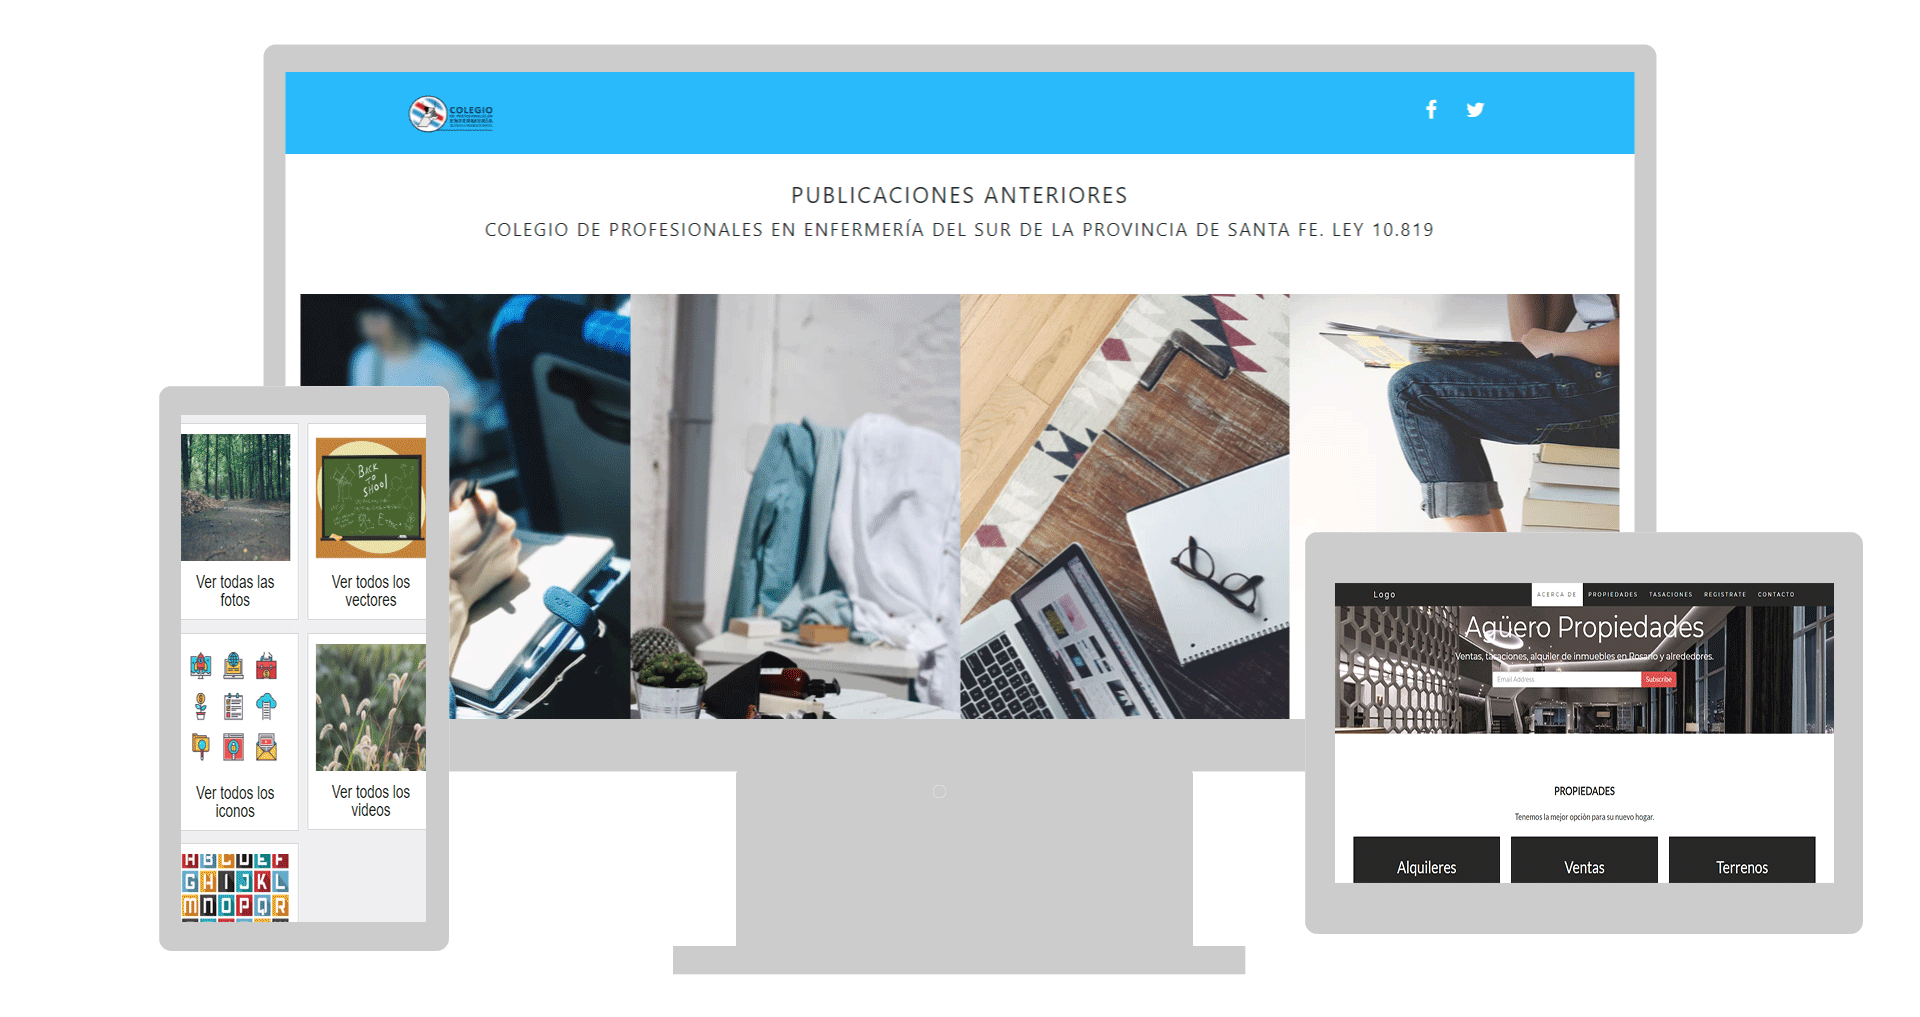 COLEGIO
ENFERMERÍA
PUBLICACIONES ANTERIORES
COLEGIO DE PROFESIONALES EN ENFERMERÍA DEL SUR DE LA PROVINCIA DE SANTA FE. LEY 10.819
BACK
TO
SHOOL
Ver todas las
fotos
Ver todos los
vectores
Ver todos los
iconos
Ver todos los
videos
ABCDEF
GHIJKL
MNOPQR
Logo
ACERCA DE
PROPIEDADES
TASACIONES
REGISTRATE
CONTACTO
Agüero Propiedades
Ventas, tasaciones, alquiler de inmuebles en Rosario y alrededores.
Email Address
Subscribe
PROPIEDADES
Tenemos la mejor opción para su nuevo hogar.
Alquileres
Ventas
Terrenos